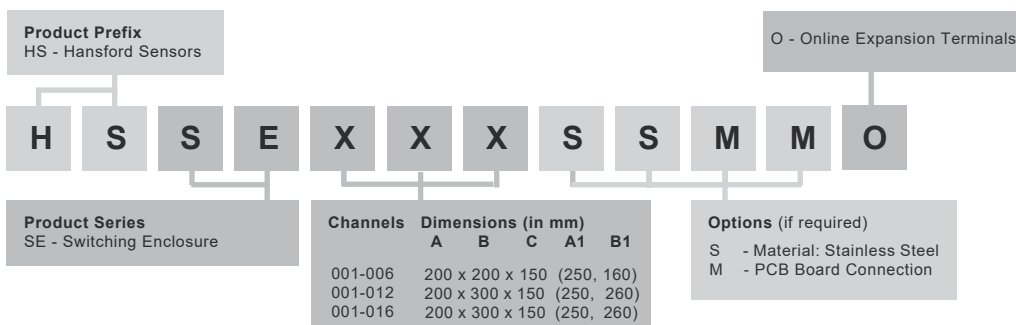 Product Prefix
HS - Hansford Sensors
O - Online Expansion Terminals
H S S E X X X S S M M O
Product Series
SE - Switching Enclosure
Channels Dimensions (in mm)
A B C A1 B1
001-006 200 x 200 x 150 (250, 160)
001-012 200 x 300 x 150 (250, 260)
001-016 200 x 300 x 150 (250, 260)
Options (if required)
S - Material: Stainless Steel
M - PCB Board Connection